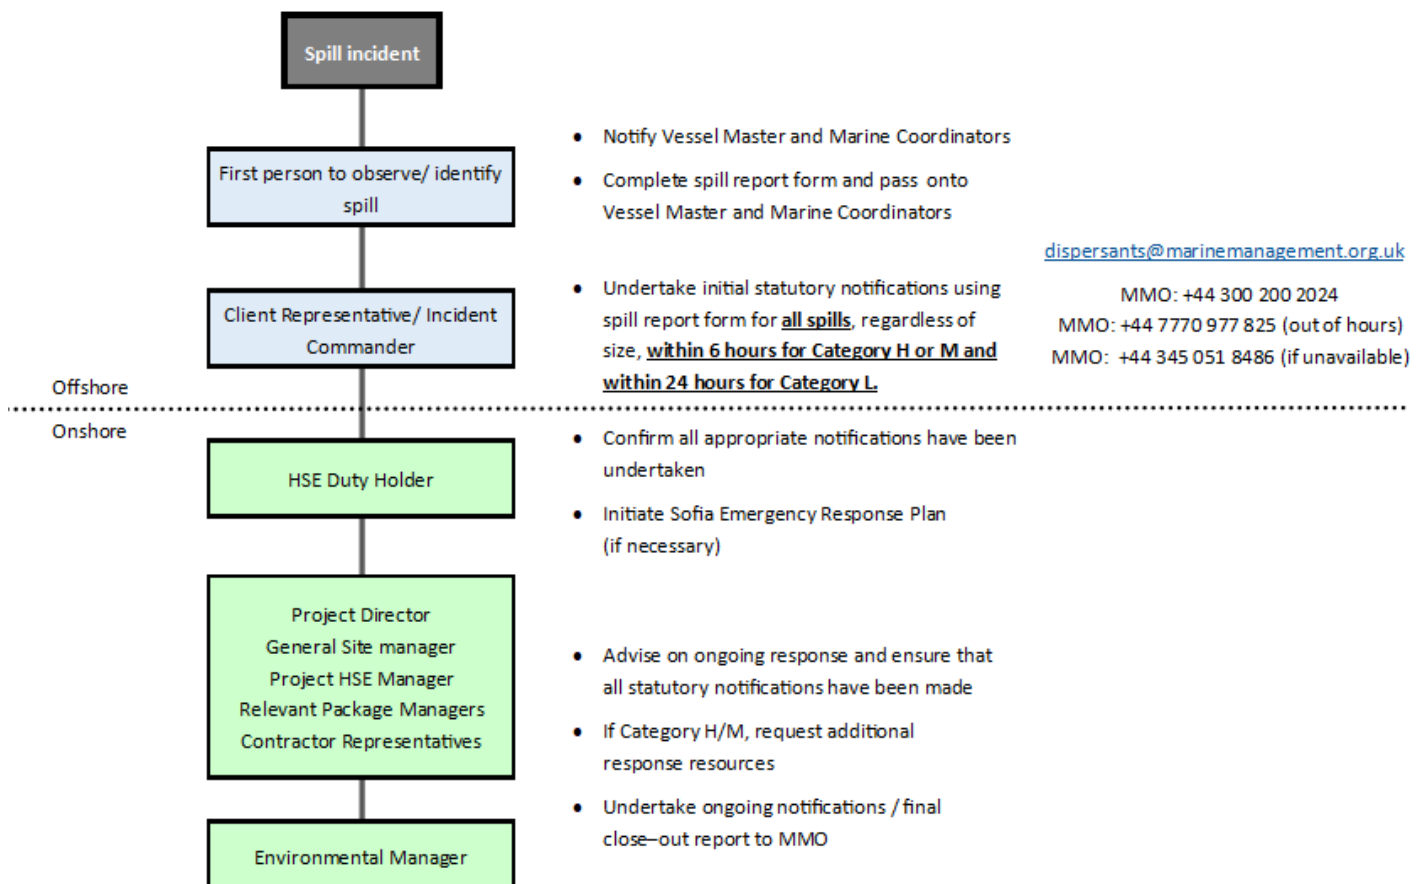 Spill incident
First person to observe/ identify
spill
• Notify Vessel Master and Marine Coordinators
• Complete spill report form and pass onto
Vessel Master and Marine Coordinators
Client Representative/ Incident
Commander
• Undertake initial statutory notifications using
spill report form for all spills, regardless of
size, within 6 hours for Category H or M and
within 24 hours for Category L.
dispersants@marinemanagement.org.uk
MMO: +44 300 200 2024
MMO: +44 7770 977 825 (out of hours)
MMO: +44 345 051 8486 (if unavailable)
Offshore
Onshore
HSE Duty Holder
• Confirm all appropriate notifications have been
undertaken
• Initiate Sofia Emergency Response Plan
(if necessary)
Project Director
General Site manager
Project HSE Manager
Relevant Package Managers
Contractor Representatives
• Advise on ongoing response and ensure that
all statutory notifications have been made
• If Category H/M, request additional
response resources
• Undertake ongoing notifications / final
close–out report to MMO
Environmental Manager